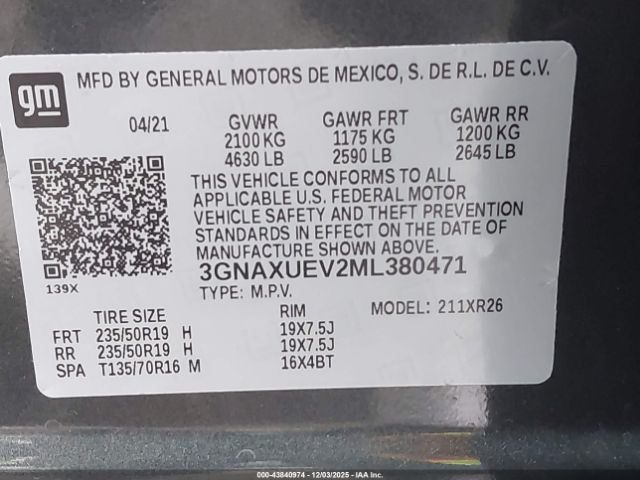 gm
MFD BY GENERAL MOTORS DE MEXICO, S. DE R.L. DE C.V.
04/21 GVWR GAWR FRT GAWR RR
2100 KG 1175 KG 1200 KG
4630 LB 2590 LB 2645 LB
THIS VEHICLE CONFORMS TO ALL
APPLICABLE U.S. FEDERAL MOTOR
VEHICLE SAFETY AND THEFT PREVENTION
STANDARDS IN EFFECT ON THE DATE OF
MANUFACTURE SHOWN ABOVE.
139X
3GNAXUEV2ML380471
TYPE: M.P.V. MODEL: 211XR26
TIRE SIZE RIM
FRT 235/50R19 H 19X7.5J
RR 235/50R19 H 19X7.5J
SPA T135/70R16 M 16X4BT
000-43840974 - 12/03/2025 - IAA Inc.